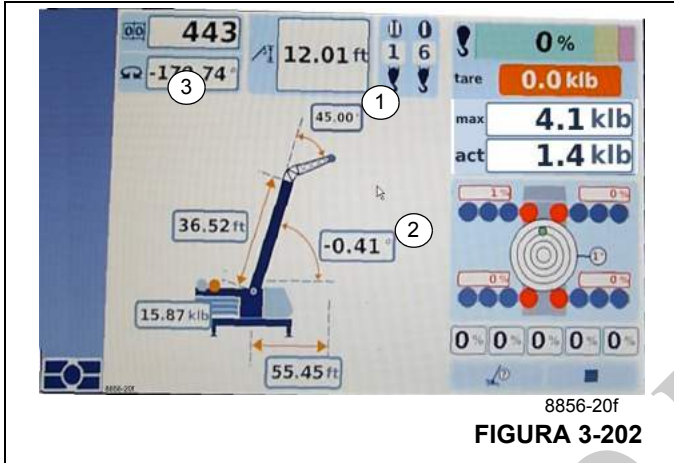 443
12.01 ft
1 0
1 6
0 %
tare 0.0 klb
max 4.1 klb
act 1.4 klb
3
1
45.00 °
36.52 ft
-0.41 °
2
15.87 klb
55.45 ft
1 %
0 %
1°
0 %
0 %
0 % 0 % 0 % 0 % 0 %
?
8856-20f
8856-20f
FIGURA 3-202